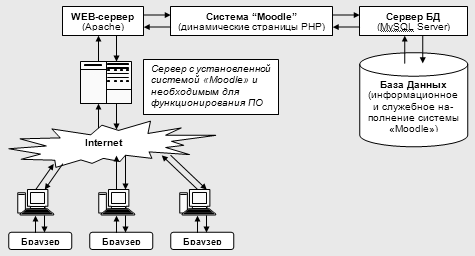 WEB-сервер
(Apache)
Система “Moodle”
(динамические страницы PHP)
Сервер БД
(MySQL Server)
Сервер с установленной
системой «Moodle» и
необходимым для
функционирования ПО
База Данных
(информационное
и служебное на-
полнение системы
«Moodle»)
Internet
Браузер
Браузер
Браузер